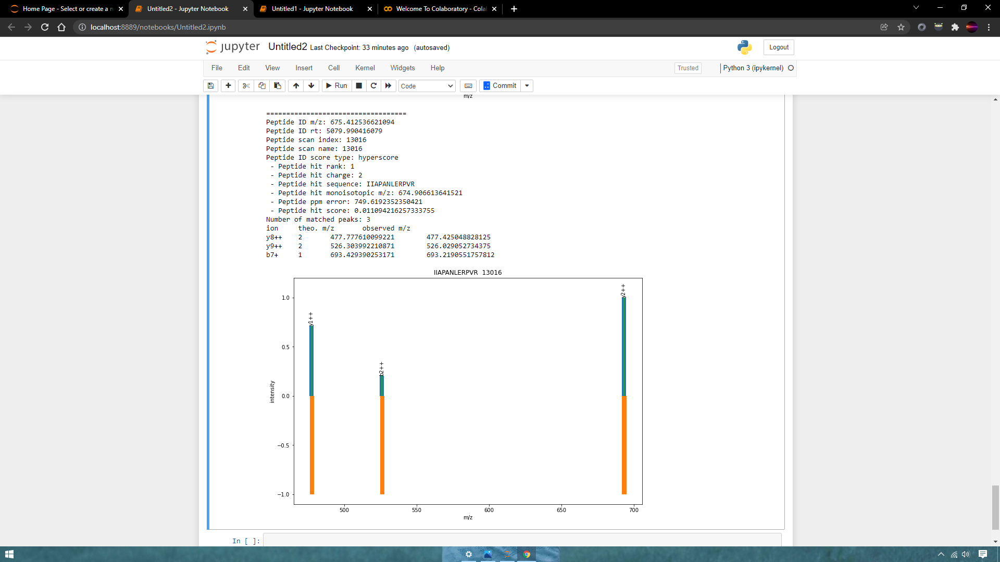 Home Page - Select or create a n
Untitled2 - Jupyter Notebook
Untitled1 - Jupyter Notebook
Welcome To Colaboratory - Cola
localhost:8889/notebooks/Untitled2.ipynb
jupyter Untitled2 Last Checkpoint: 33 minutes ago (autosaved)
Logout
File Edit View Insert Cell Kernel Widgets Help
Trusted
Python 3 (ipykernel)
Run
Code
Commit
m/z
===================================
Peptide ID m/z: 675.412536621094
Peptide ID rt: 5079.990416079
Peptide scan index: 13016
Peptide scan name: 13016
Peptide ID score type: hyperscore
- Peptide hit rank: 1
- Peptide hit charge: 2
- Peptide hit sequence: IIAPANLERPVR
- Peptide hit monoisotopic m/z: 674.906613641521
- Peptide ppm error: 749.6192352350421
- Peptide hit score: 0.011094216257333755
Number of matched peaks: 3
ion theo. m/z observed m/z
y8++ 2 477.777610099221 477.425048828125
y9++ 2 526.303992210871 526.029052734375
b7+ 1 693.429390253171 693.2190551757812
IIAPANLERPVR 13016
y2++
1.0
y1++
0.5
b2++
intensity
0.0
−0.5
−1.0
500 550 600 650 700
m/z
In [ ]: